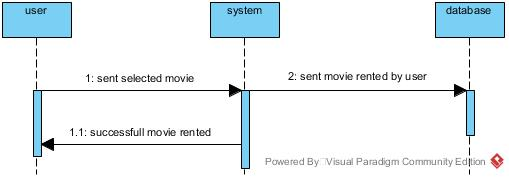 user
system
database
1: sent selected movie
2: sent movie rented by user
1.1: successfull movie rented
Powered By Visual Paradigm Community Edition